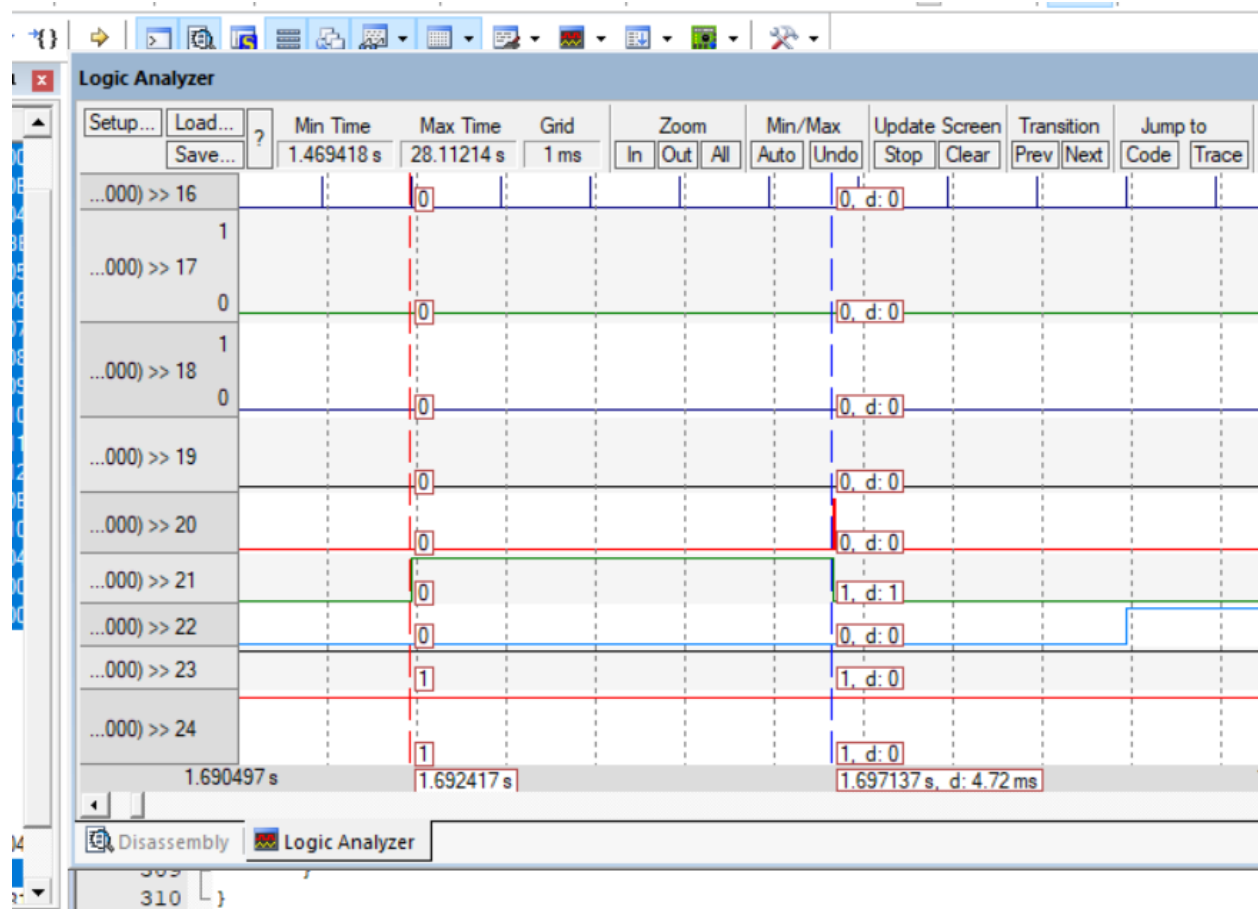 Logic Analyzer
Setup... Load... ? Min Time Max Time Grid Zoom Min/Max Update Screen Transition Jump to
Save... 1.469418 s 28.11214 s 1 ms In Out All Auto Undo Stop Clear Prev Next Code Trace
...000) >> 16 0 0, d: 0
1
...000) >> 17
0 0 0, d: 0
1
...000) >> 18
0 0 0, d: 0
...000) >> 19 0 0, d: 0
...000) >> 20 0 0, d: 0
...000) >> 21 0 1, d: 1
...000) >> 22 0 0, d: 0
...000) >> 23 1 1, d: 0
...000) >> 24 1 1, d: 0
1.690497 s 1.692417 s 1.697137 s, d: 4.72 ms
Disassembly Logic Analyzer
309 }
310 }